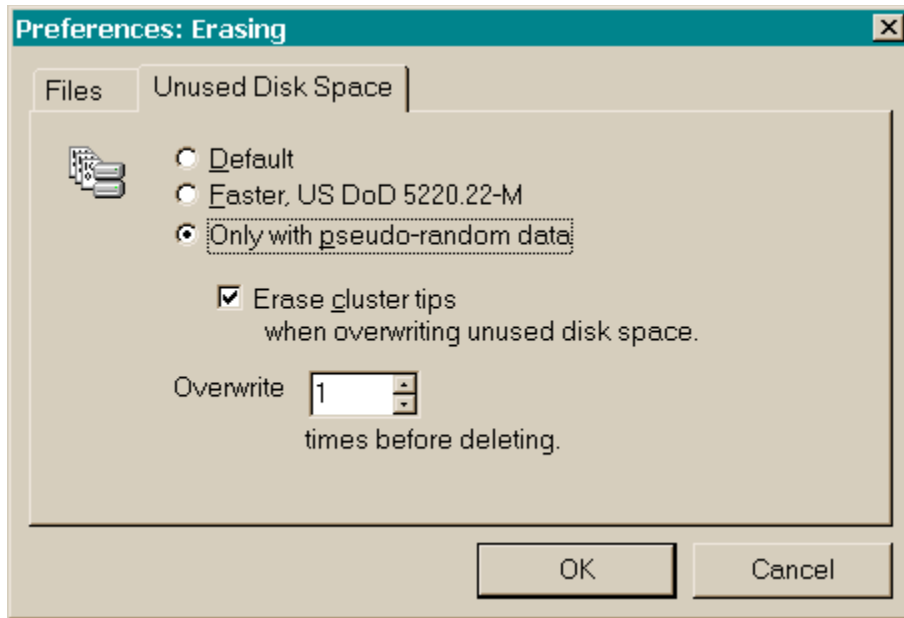 Preferences: Erasing
Files
Unused Disk Space
Default
Faster, US DoD 5220.22-M
Only with pseudo-random data
Erase cluster tips
when overwriting unused disk space.
Overwrite 1
times before deleting.
OK
Cancel